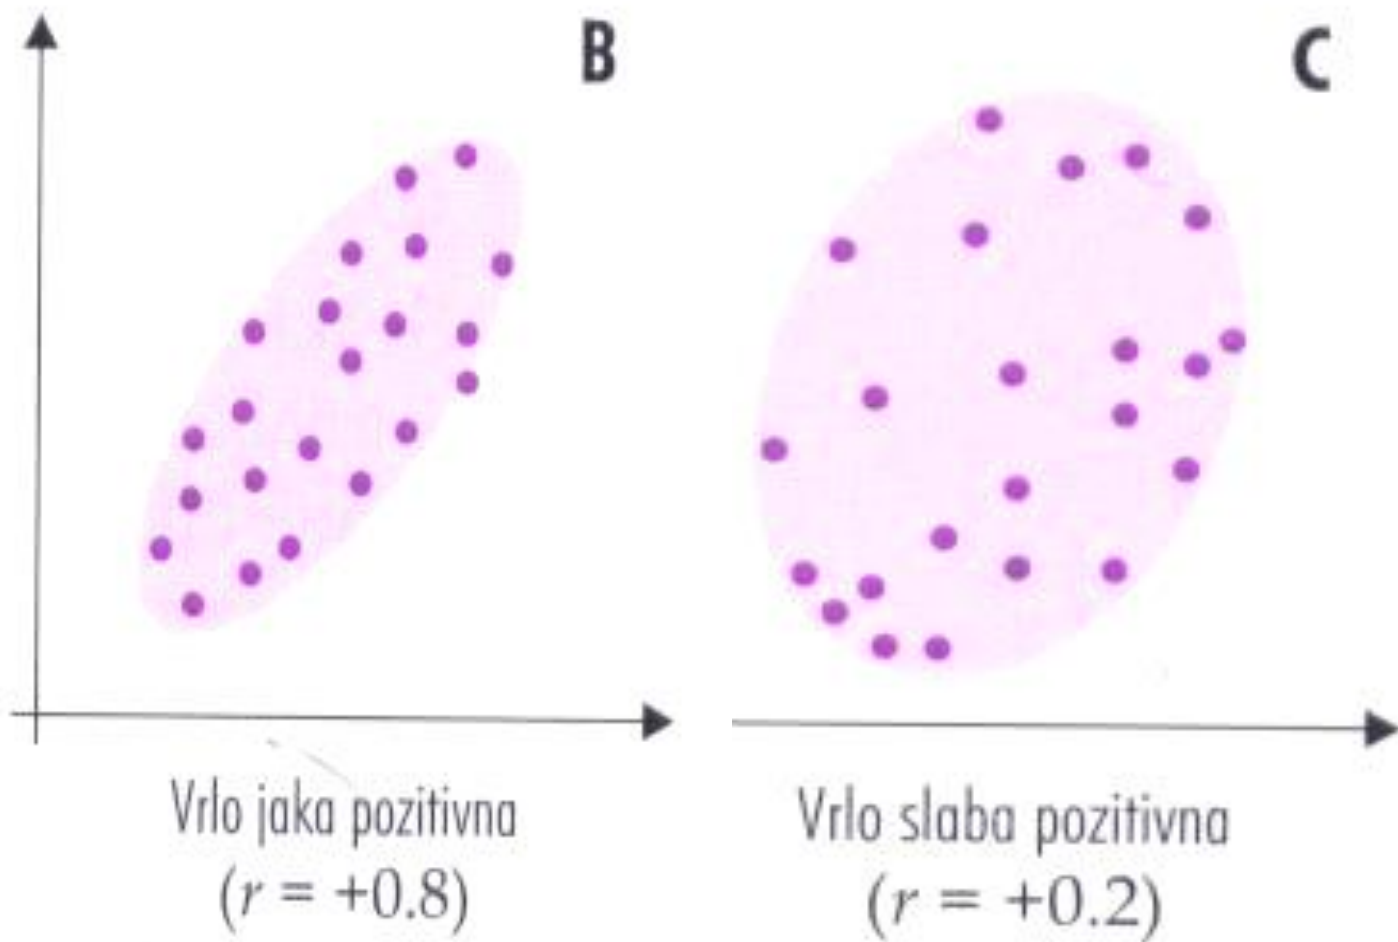 B
C
Vrlo jaka pozitivna
(r = +0.8)
Vrlo slaba pozitivna
(r = +0.2)